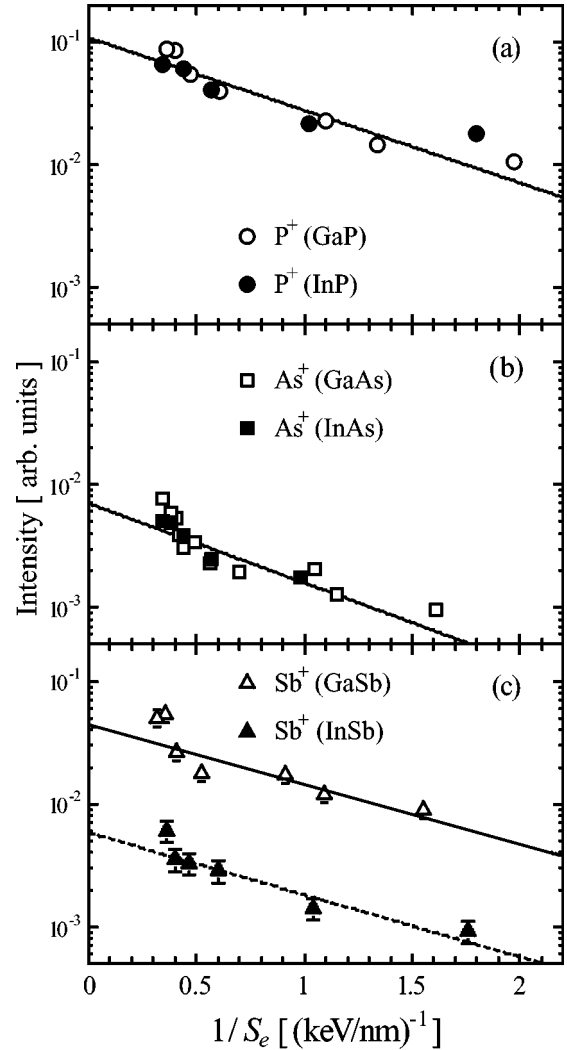 10⁻¹
(a)
10⁻²
P⁺ (GaP)
P⁺ (InP)
10⁻³
(b)
10⁻¹
As⁺ (GaAs)
As⁺ (InAs)
10⁻²
10⁻³
10⁻¹
Sb⁺ (GaSb)
(c)
Sb⁺ (InSb)
10⁻²
10⁻³
Intensity [ arb. units]
0 0.5 1 1.5 2
1/ Sₑ [ (keV/nm)⁻¹ ]